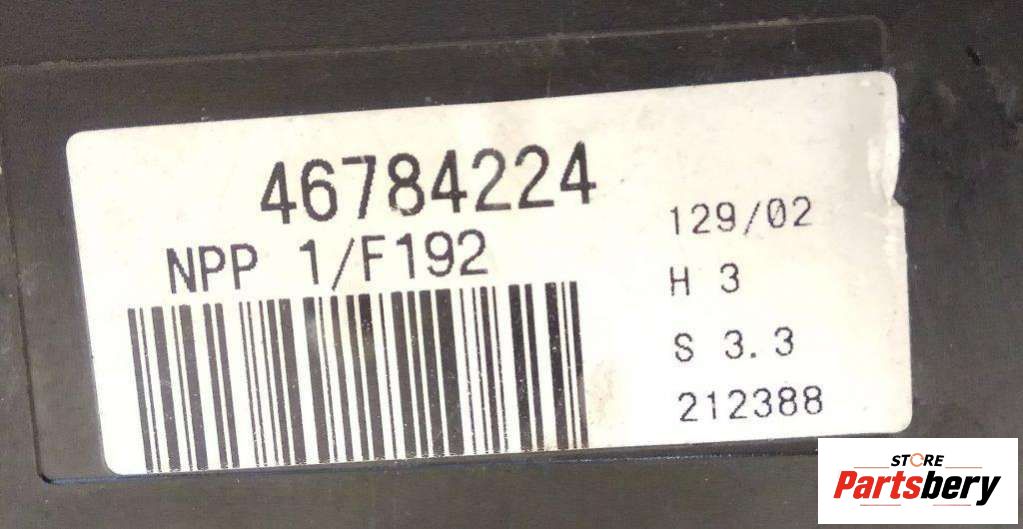 46784224
NPP 1/F192
129/02
H 3
S 3.3
212388
STORE
Partsbery